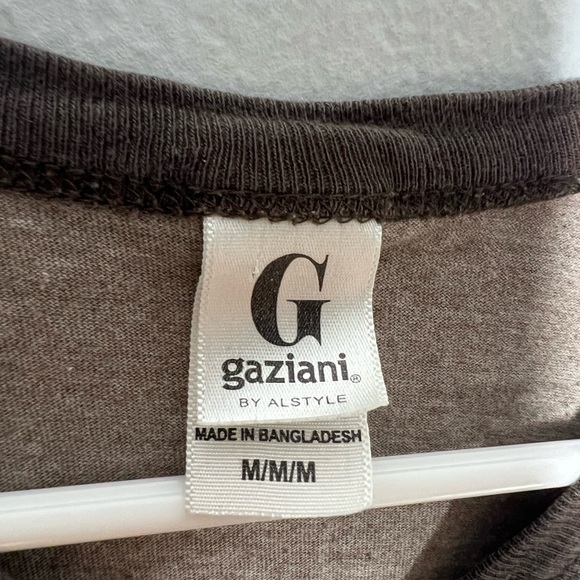 G
gaziani®
BY ALSTYLE
MADE IN BANGLADESH
M/M/M